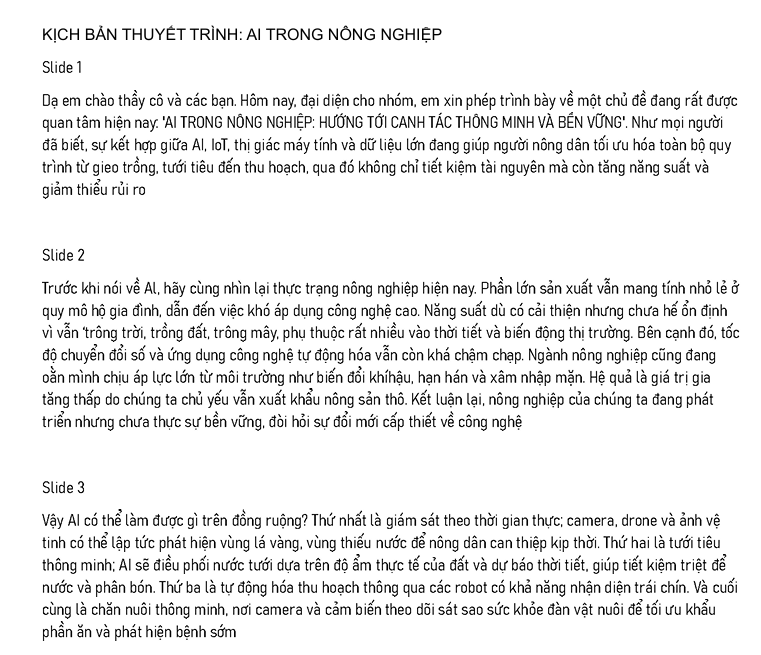 KỊCH BẢN THUYẾT TRÌNH: AI TRONG NÔNG NGHIỆP
Slide 1
Dạ em chào thầy cô và các bạn. Hôm nay, đại diện cho nhóm, em xin phép trình bày về một chủ đề đang rất được
quan tâm hiện nay: "AI TRONG NÔNG NGHIỆP: HƯỚNG TỚI CANH TÁC THÔNG MINH VÀ BỀN VỮNG". Như mọi người
đã biết, sự kết hợp giữa AI, IoT, thị giác máy tính và dữ liệu lớn đang giúp người nông dân tối ưu hóa toàn bộ quy
trình từ gieo trồng, tưới tiêu đến thu hoạch, qua đó không chỉ tiết kiệm tài nguyên mà còn tăng năng suất và
giảm thiểu rủi ro
Slide 2
Trước khi nói về AI, hãy cùng nhìn lại thực trạng nông nghiệp hiện nay. Phần lớn sản xuất vẫn mang tính nhỏ lẻ ở
quy mô hộ gia đình, dẫn đến việc khó áp dụng công nghệ cao. Năng suất dù có cải thiện nhưng chưa hề ổn định
vì vẫn 'trông trời, trồng đất, trông mây, phụ thuộc rất nhiều vào thời tiết và biến động thị trường. Bên cạnh đó, tốc
độ chuyển đổi số và ứng dụng công nghệ tự động hóa vẫn còn khá chậm chạp. Ngành nông nghiệp cũng đang
oằn mình chịu áp lực lớn từ môi trường như biến đổi khíhậu, hạn hán và xâm nhập mặn. Hệ quả là giá trị gia
tăng thấp do chúng ta chủ yếu vẫn xuất khẩu nông sản thô. Kết luận lại, nông nghiệp của chúng ta đang phát
triển nhưng chưa thực sự bền vững, đòi hỏi sự đổi mới cấp thiết về công nghệ
Slide 3
Vậy AI có thể làm được gì trên đồng ruộng? Thứ nhất là giám sát theo thời gian thực; camera, drone và ảnh vệ
tinh có thể lập tức phát hiện vùng lá vàng, vùng thiếu nước để nông dân can thiệp kịp thời. Thứ hai là tưới tiêu
thông minh; AI sẽ điều phối nước tưới dựa trên độ ẩm thực tế của đất và dự báo thời tiết, giúp tiết kiệm triệt để
nước và phân bón. Thứ ba là tự động hóa thu hoạch thông qua các robot có khả năng nhận diện trái chín. Và cuối
cùng là chăn nuôi thông minh, nơi camera và cảm biến theo dõi sát sao sức khỏe đàn vật nuôi để tối ưu khẩu
phần ăn và phát hiện bệnh sớm